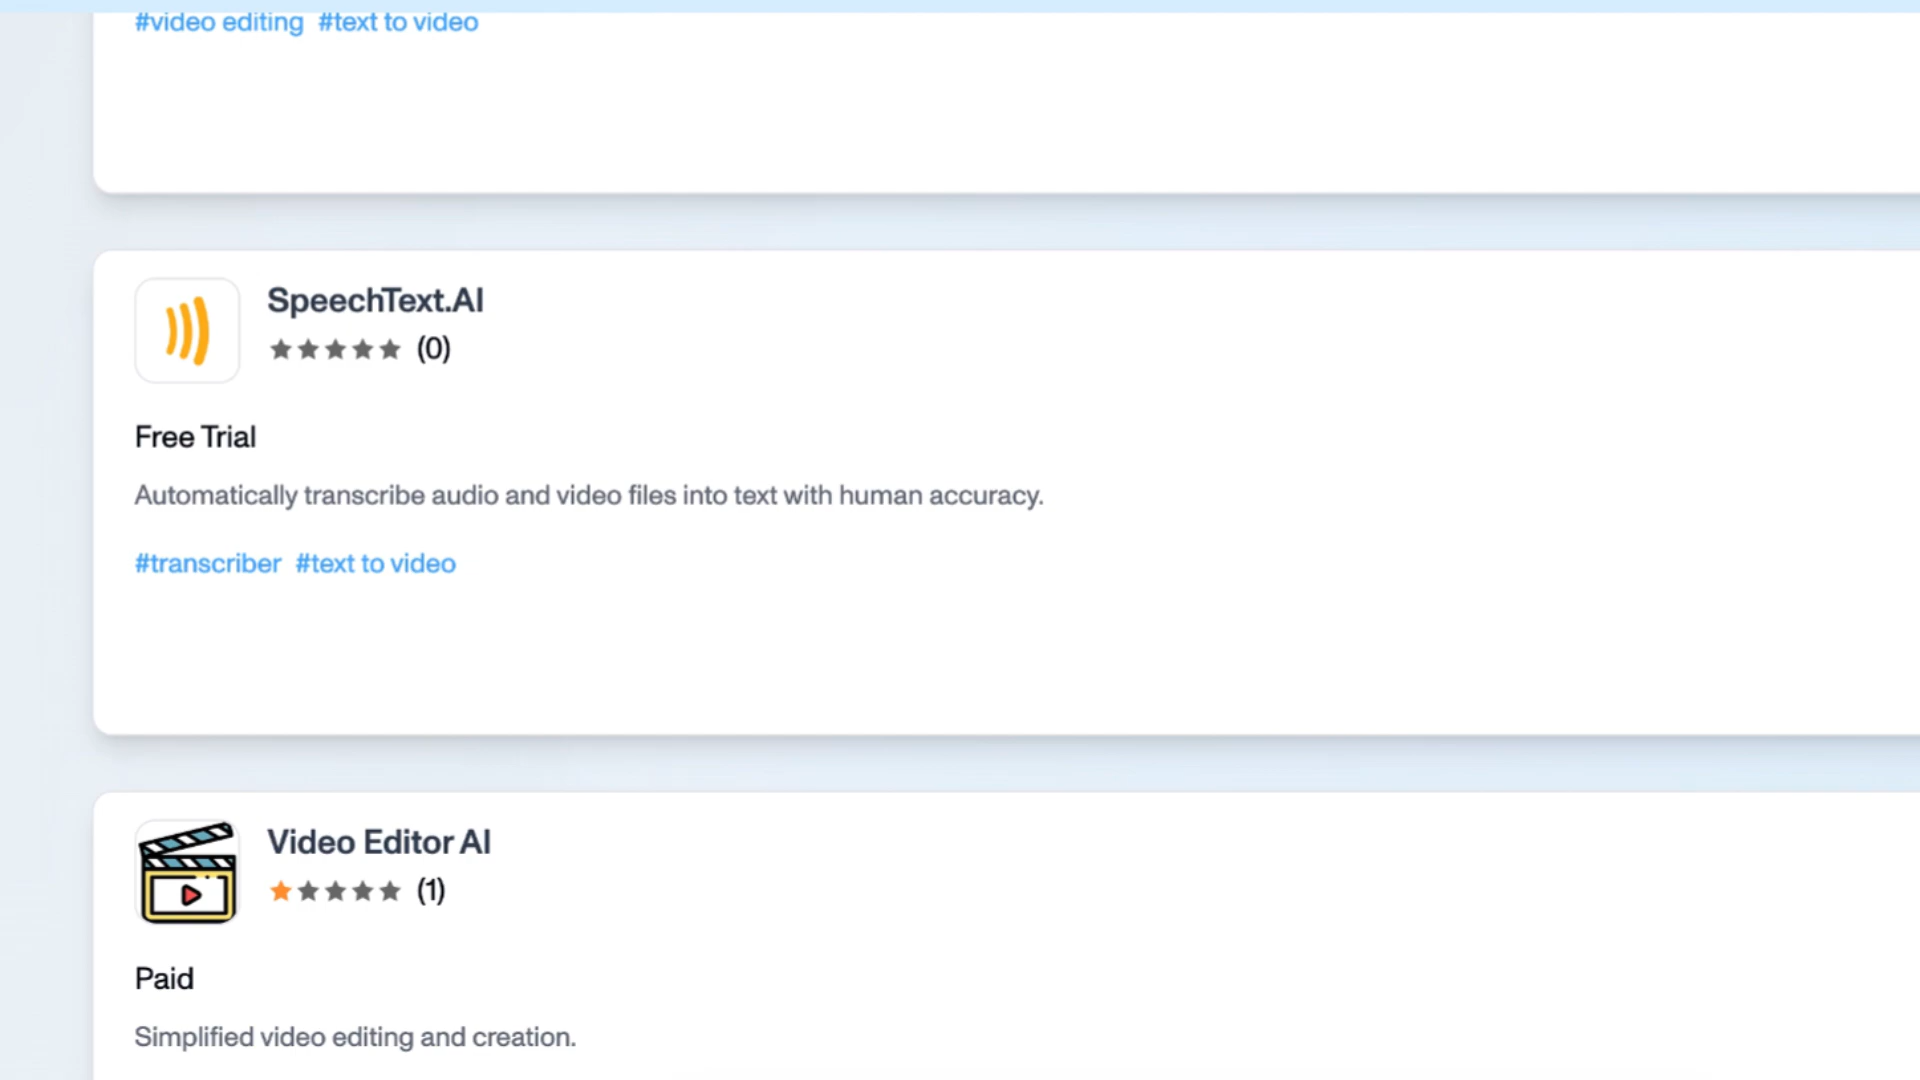 #video editing #text to video
SpeechText.AI
(0)
Free Trial
Automatically transcribe audio and video files into text with human accuracy.
#transcriber #text to video
Video Editor AI
(1)
Paid
Simplified video editing and creation.